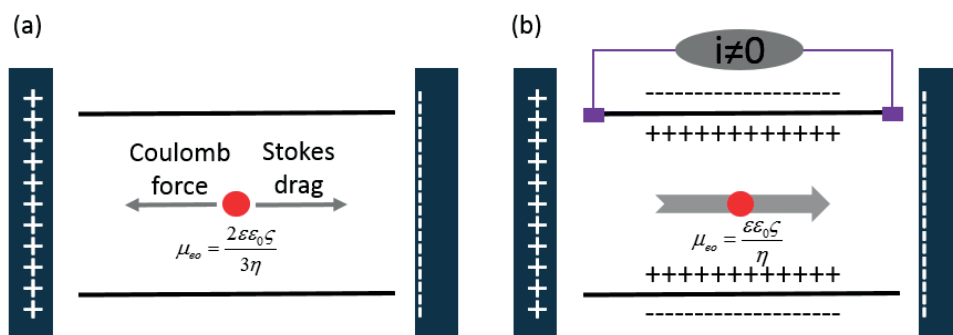 (a)
Coulomb force
Stokes drag
μ_eo = 2εε₀ς / 3η
(b)
i≠0
-------------------
++++++++++++
μ_eo = εε₀ς / η
++++++++++++
-------------------